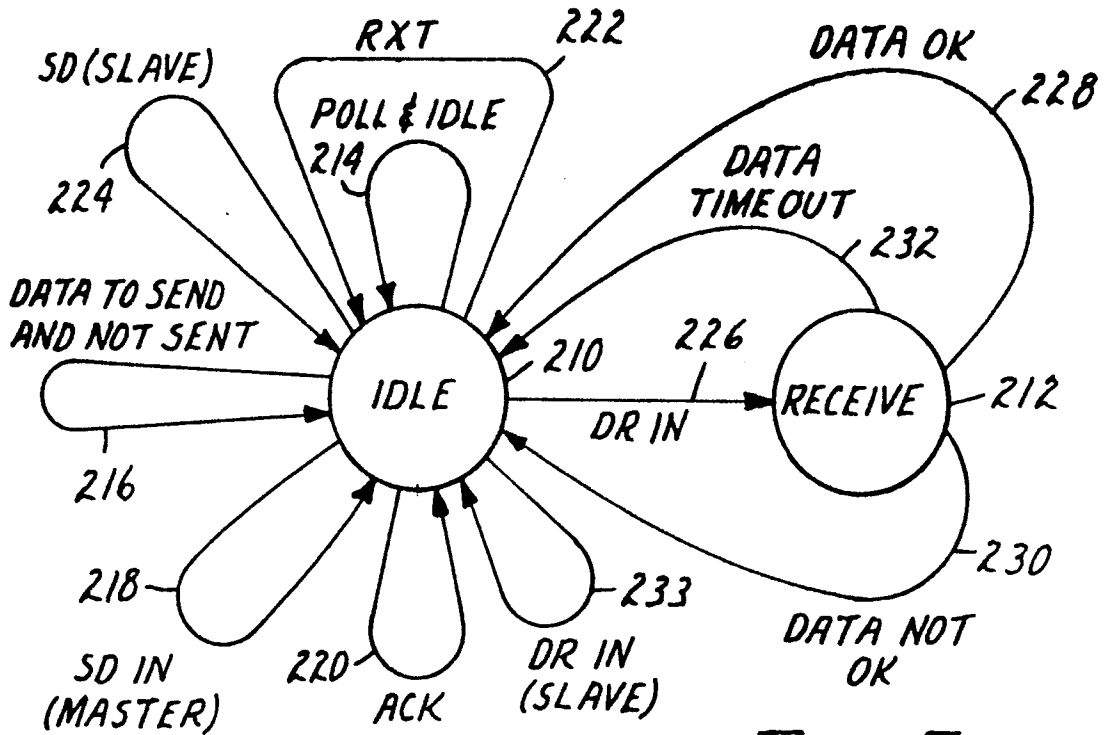 RXT
222
SD (SLAVE)
DATA OK
228
POLL & IDLE
214
DATA
TIMEOUT
224
232
DATA TO SEND
AND NOT SENT
226
210
IDLE
RECEIVE
212
DR IN
216
230
218
233
220
DATA NOT
OK
SD IN
(MASTER)
ACK
DR IN
(SLAVE)